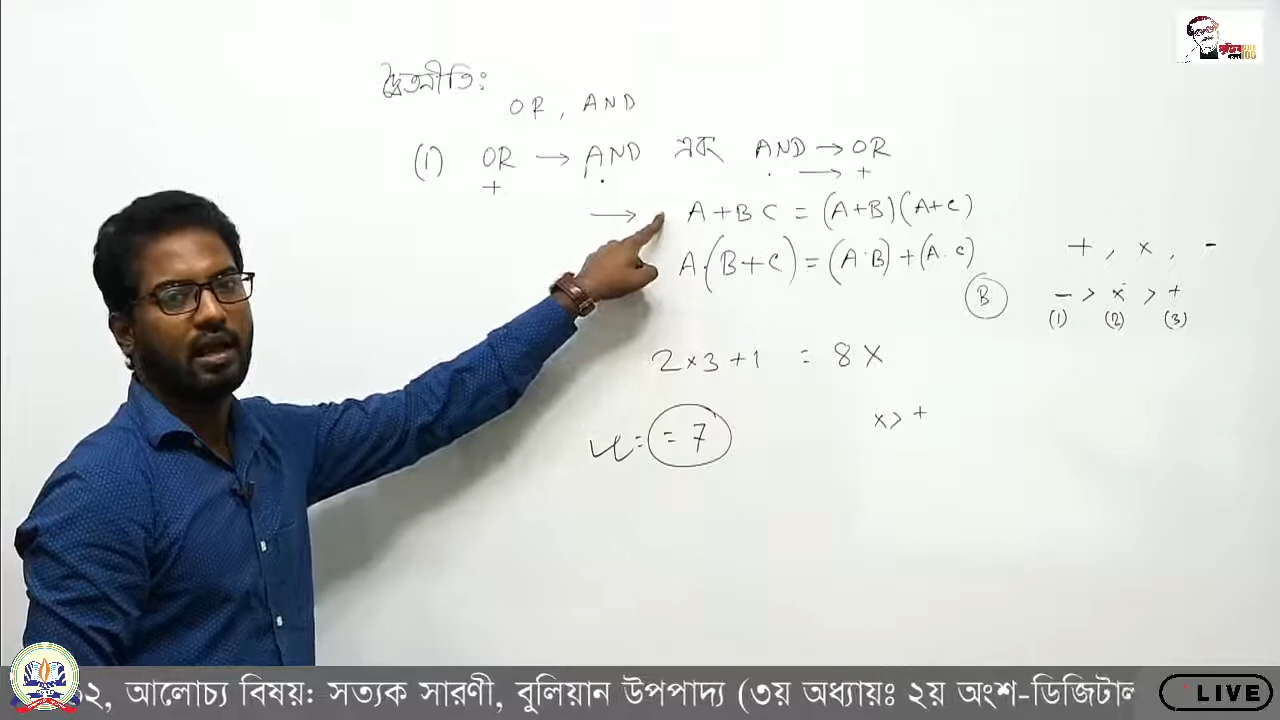 দ্বৈতনীতিঃ
OR, AND
(1) OR → AND এবং AND → OR
+ . . → +
→ A + B C = (A+B)(A+C)
A.(B+C) = (A.B) + (A.C)
+, x, -
B
- > x > +
(1) (2) (3)
2 x 3 + 1 = 8 X
x > +
= 7
১০০
২, আলোচ্য বিষয়: সত্যক সারণী, বুলিয়ান উপপাদ্য (৩য় অধ্যায়ঃ ২য় অংশ-ডিজিটাল
LIVE